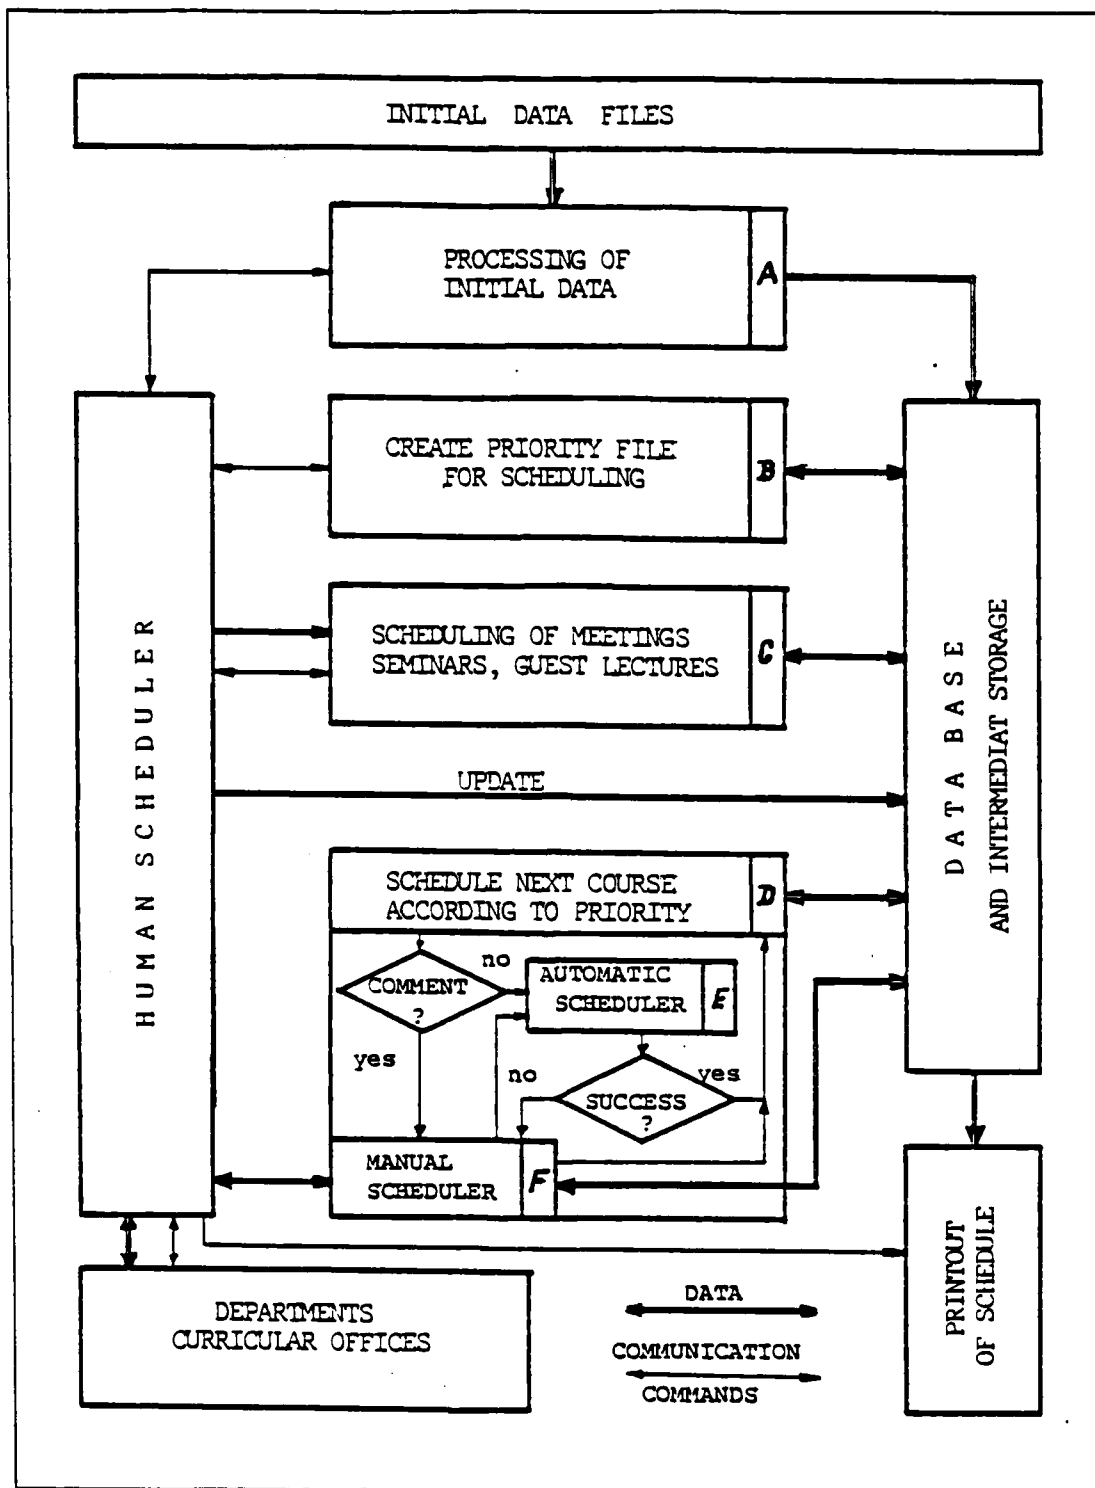 INITIAL DATA FILES
PROCESSING OF
INITIAL DATA
A
CREATE PRIORITY FILE
FOR SCHEDULING
B
SCHEDULING OF MEETINGS
SEMINARS, GUEST LECTURES
C
HUMAN SCHEDULER
DATA BASE
AND INTERMEDIAT STORAGE
UPDATE
SCHEDULE NEXT COURSE
ACCORDING TO PRIORITY
D
COMMENT
?
no
yes
AUTOMATIC
SCHEDULER
E
SUCCESS
?
no
yes
MANUAL
SCHEDULER
F
DEPARTMENTS
CURRICULAR OFFICES
DATA
COMMUNICATION
COMMANDS
PRINTOUT
OF SCHEDULE